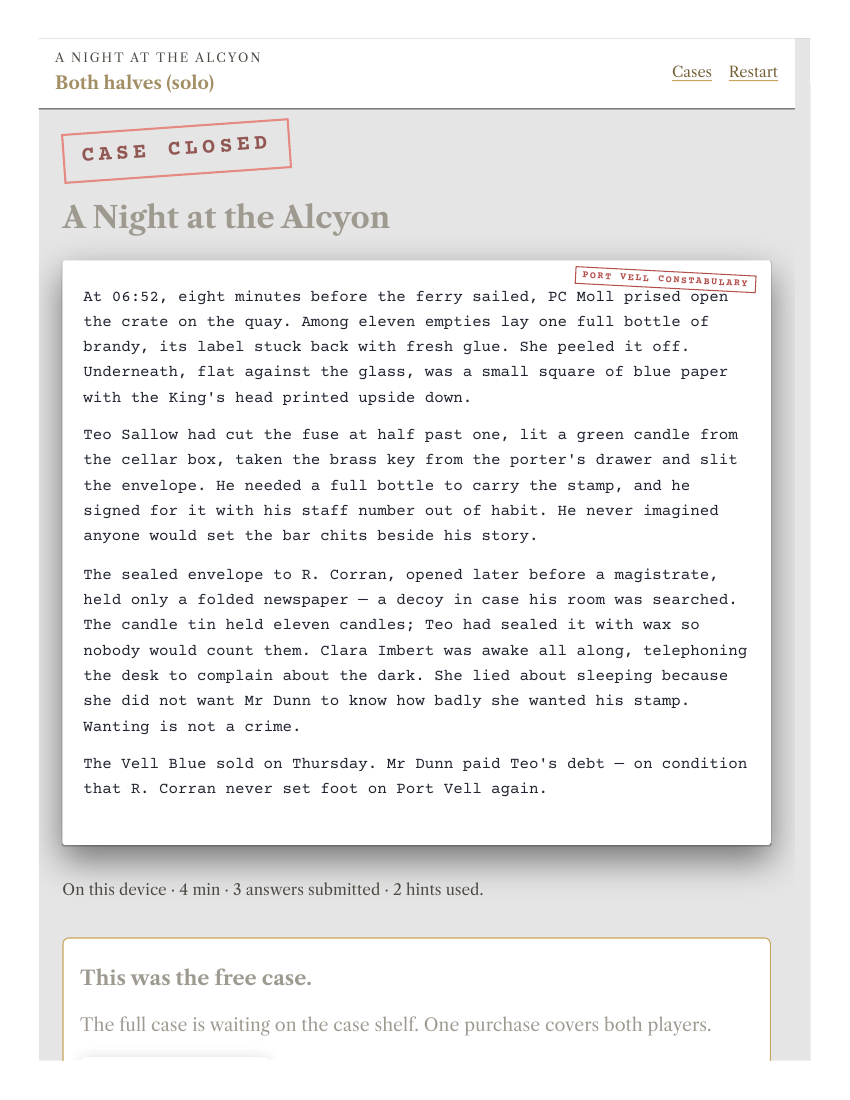 A NIGHT AT THE ALCYON
Both halves (solo)
Cases Restart
CASE CLOSED
A Night at the Alcyon
PORT VELL CONSTABULARY
At 06:52, eight minutes before the ferry sailed, PC Moll prised open
the crate on the quay. Among eleven empties lay one full bottle of
brandy, its label stuck back with fresh glue. She peeled it off.
Underneath, flat against the glass, was a small square of blue paper
with the King's head printed upside down.
Teo Sallow had cut the fuse at half past one, lit a green candle from
the cellar box, taken the brass key from the porter's drawer and slit
the envelope. He needed a full bottle to carry the stamp, and he
signed for it with his staff number out of habit. He never imagined
anyone would set the bar chits beside his story.
The sealed envelope to R. Corran, opened later before a magistrate,
held only a folded newspaper — a decoy in case his room was searched.
The candle tin held eleven candles; Teo had sealed it with wax so
nobody would count them. Clara Imbert was awake all along, telephoning
the desk to complain about the dark. She lied about sleeping because
she did not want Mr Dunn to know how badly she wanted his stamp.
Wanting is not a crime.
The Vell Blue sold on Thursday. Mr Dunn paid Teo's debt — on condition
that R. Corran never set foot on Port Vell again.
On this device · 4 min · 3 answers submitted · 2 hints used.
This was the free case.
The full case is waiting on the case shelf. One purchase covers both players.